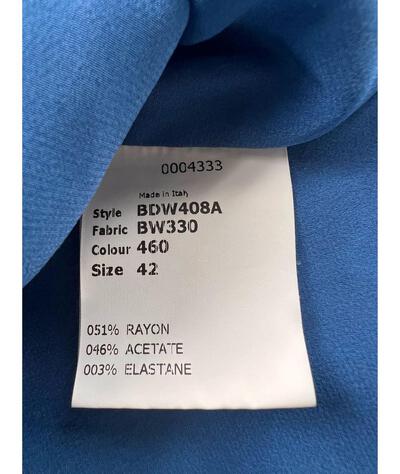 0004333
Made in Italy
Style BDW408A
Fabric BW330
Colour 460
Size 42
051% RAYON
046% ACETATE
003% ELASTANE